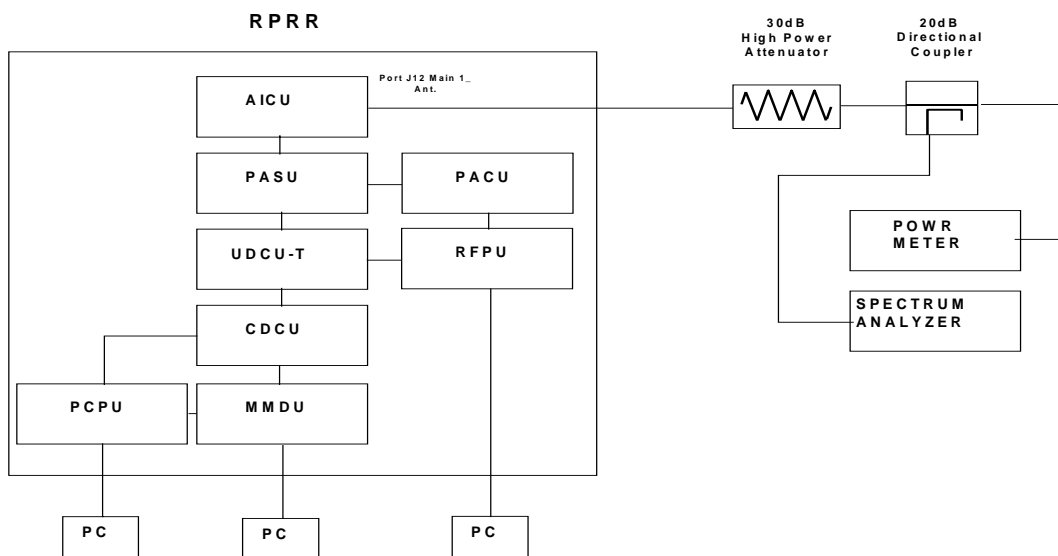 RPRR
30dB
High Power
Attenuator
20dB
Directional
Coupler
Port J12 Main 1_
Ant.
AICU
PASU
PACU
UDCU-T
RFPU
POWR
METER
CDCU
SPECTRUM
ANALYZER
PCPU
MMDU
PC
PC
PC